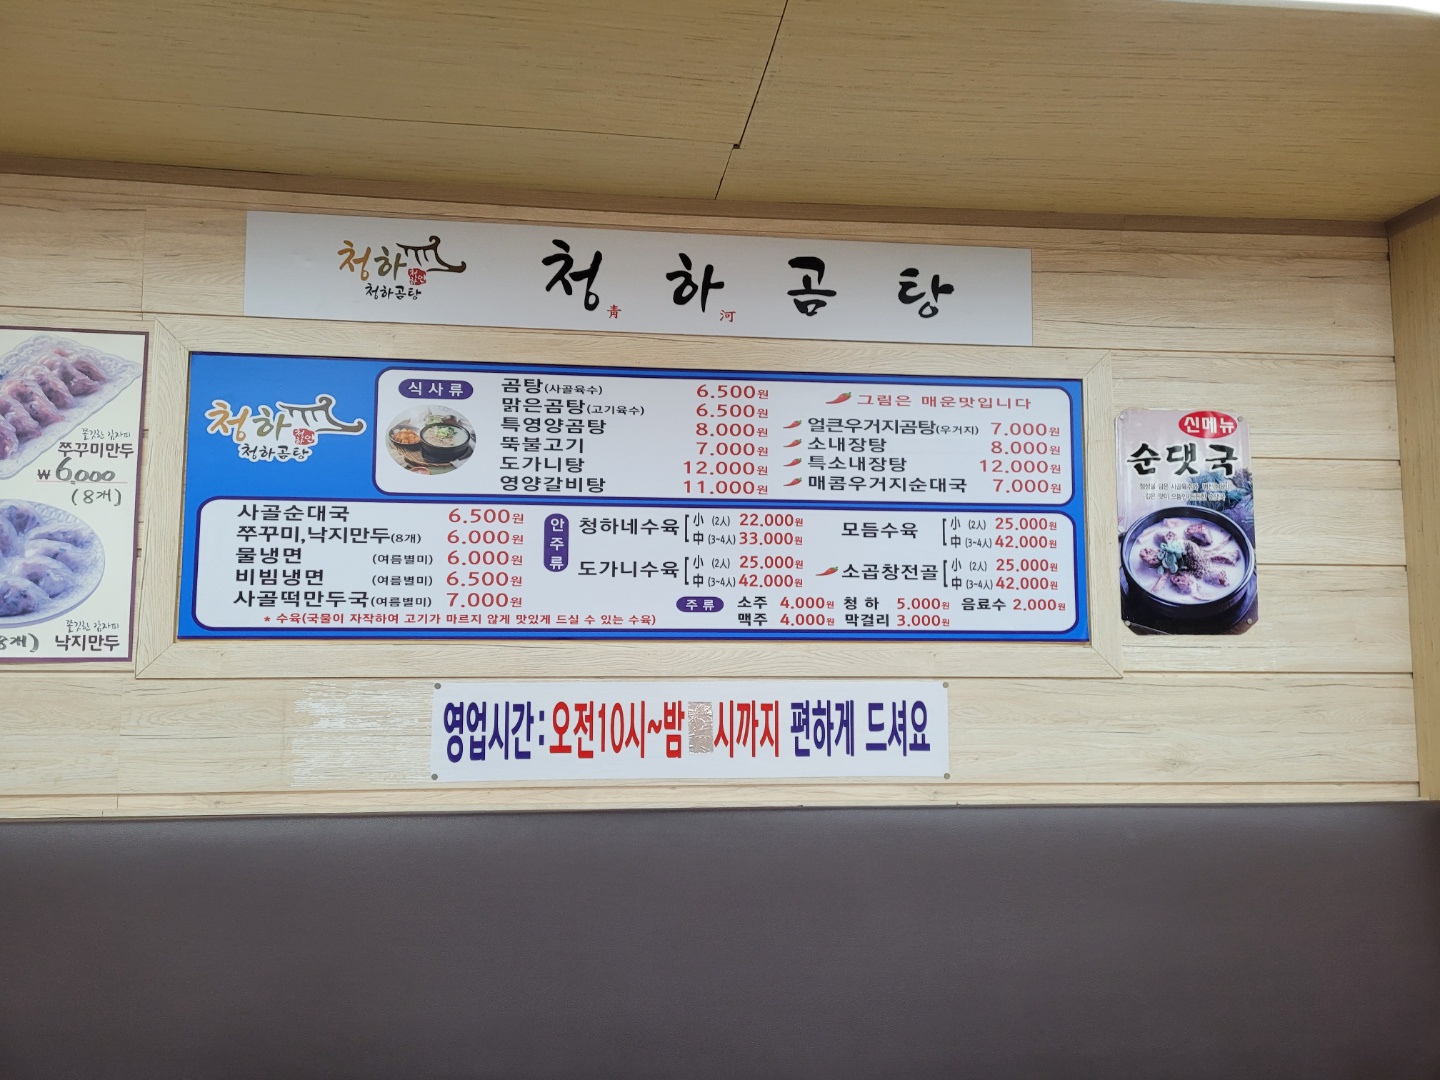 청하
청하곰탕
청 하 곰 탕
靑 河
청하
청하곰탕
식사류
곰탕(사골육수) 6.500원
맑은곰탕(고기육수) 6.500원
특영양곰탕 8.000원
뚝불고기 7.000원
도가니탕 12.000원
영양갈비탕 11.000원
그림은 매운맛입니다
얼큰우거지곰탕(우거지) 7.000원
소내장탕 8.000원
특소내장탕 12.000원
매콤우거지순대국 7.000원
사골순대국 6.500원
쭈꾸미,낙지만두(8개) 6.000원
물냉면 (여름별미) 6.000원
비빔냉면 (여름별미) 6.500원
사골떡만두국(여름별미) 7.000원
* 수육(국물이 자작하여 고기가 마르지 않게 맛있게 드실 수 있는 수육)
안주류
청하네수육 小 (2人) 22.000원
中 (3-4人) 33.000원
도가니수육 小 (2人) 25.000원
中 (3-4人) 42.000원
모듬수육 小 (2人) 25.000원
中 (3-4人) 42.000원
소곱창전골 小 (2人) 25.000원
中 (3-4人) 42.000원
주류 소주 4.000원 청하 5.000원 음료수 2.000원
맥주 4.000원 막걸리 3.000원
쫄깃한 감자피
쭈꾸미만두
₩6,000
(8개)
쫄깃한 감자피
8개) 낙지만두
신메뉴
순댓국
영업시간:오전10시~밤 시까지 편하게 드셔요